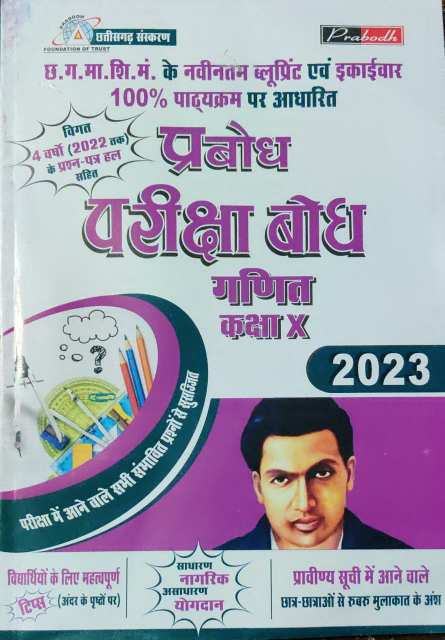 PRABODH
FOUNDATION OF TRUST
छत्तीसगढ़ संस्करण
Prabodh
छ.ग.मा.शि.मं. के नवीनतम ब्लूप्रिंट एवं इकाईवार
100% पाठ्यक्रम पर आधारित
विगत
4 वर्षो (2022 तक)
के प्रश्न-पत्र हल
सहित
प्रबोध
परीक्षा बोध
गणित
कक्षा X
2023
परीक्षा में आने वाले सभी संभावित प्रश्नों से सुसज्जित
विद्यार्थियों के लिए महत्वपूर्ण
टिप्स (अंदर के पृष्ठों पर)
साधारण
नागरिक
असाधारण
योगदान
प्रावीण्य सूची में आने वाले
छात्र-छात्राओं से रुबरु मुलाकात के अंश